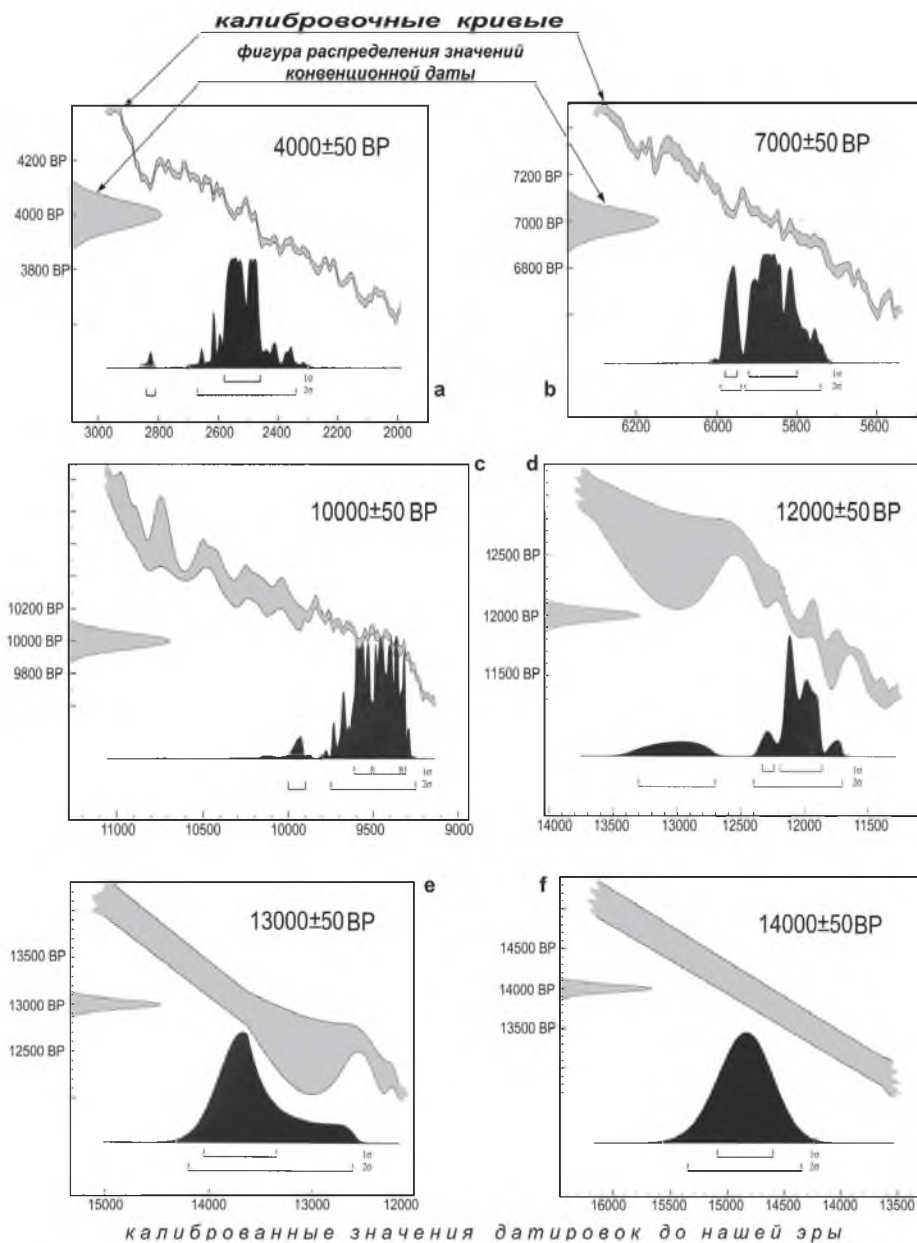 калибровочные кривые
фигура распределения значений
конвенционной даты
4000±50 BP
4200 BP
4000 BP
3800 BP
1σ
2σ
3000 2800 2600 2400 2200 2000
a
7000±50 BP
7200 BP
7000 BP
6800 BP
1σ
2σ
6200 6000 5800 5600
b
c
10000±50 BP
10200 BP
10000 BP
9800 BP
1σ
2σ
11000 10500 10000 9500 9000
d
12000±50 BP
12500 BP
12000 BP
11500 BP
1σ
2σ
14000 13500 13000 12500 12000 11500
e
13000±50 BP
13500 BP
13000 BP
12500 BP
1σ
2σ
15000 14000 13000 12000
f
14000±50 BP
14500 BP
14000 BP
13500 BP
1σ
2σ
16000 15500 15000 14500 14000 13500
калиброванные значения датировок до нашей эры